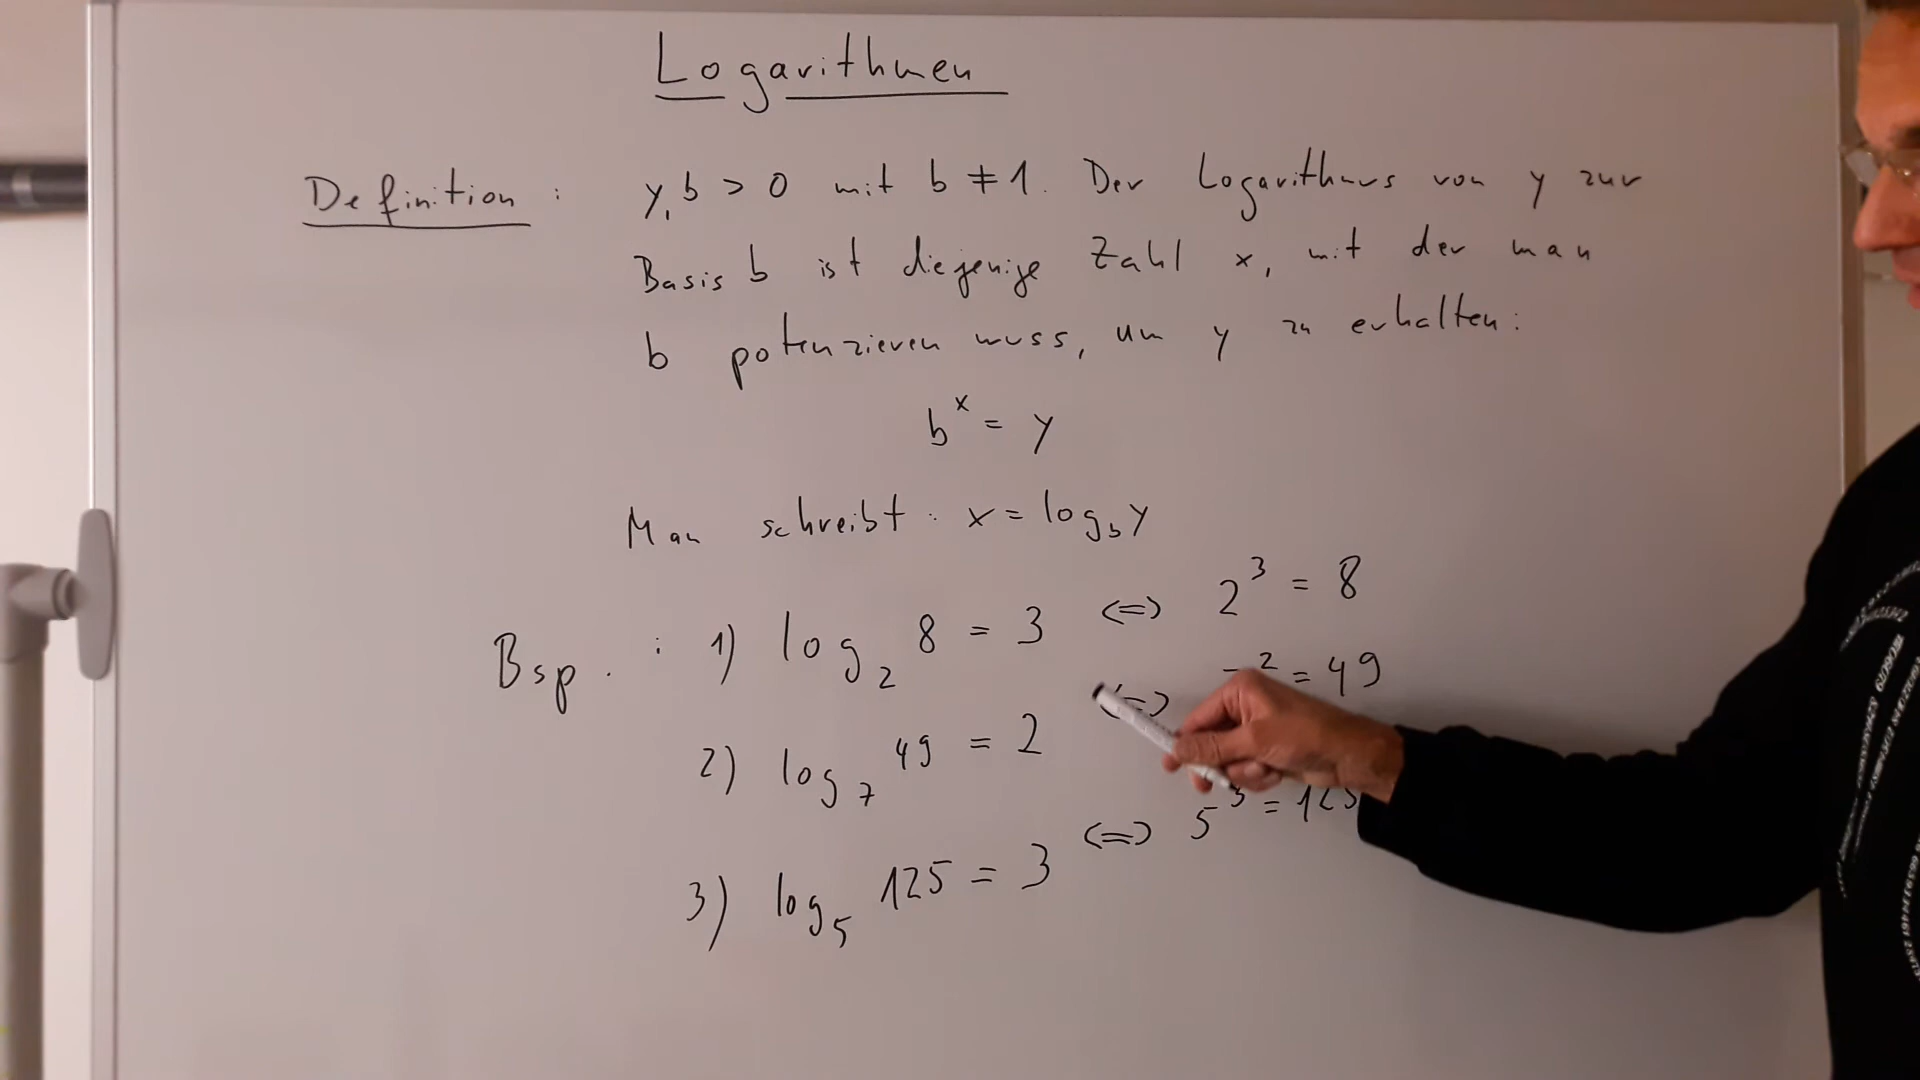 Logarithmen
Definition : y, b > 0 mit b ≠ 1. Der Logarithmus von y zur
Basis b ist diejenige Zahl x, mit der man
b potenzieren muss, um y zu erhalten:
b^x = y
Man schreibt : x = log_b y
Bsp. : 1) log_2 8 = 3 <=> 2^3 = 8
2) log_7 49 = 2 <=> ^2 = 49
3) log_5 125 = 3 <=> 5^3 = 125